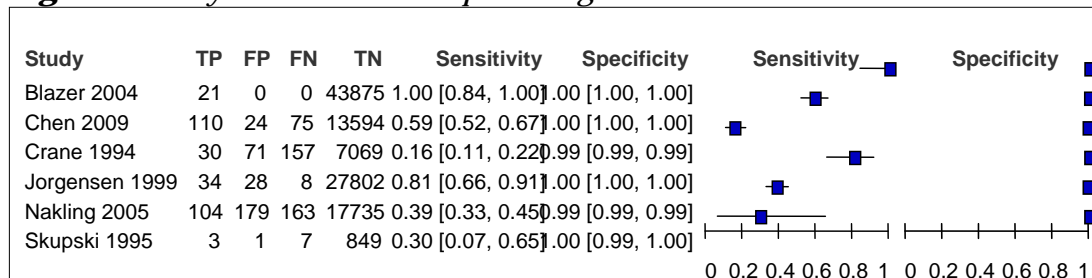 Study TP FP FN TN Sensitivity Specificity Sensitivity Specificity
Blazer 2004 21 0 0 43875 1.00 [0.84, 1.00] 1.00 [1.00, 1.00]
Chen 2009 110 24 75 13594 0.59 [0.52, 0.67] 1.00 [1.00, 1.00]
Crane 1994 30 71 157 7069 0.16 [0.11, 0.22] 0.99 [0.99, 0.99]
Jorgensen 1999 34 28 8 27802 0.81 [0.66, 0.91] 1.00 [1.00, 1.00]
Nakling 2005 104 179 163 17735 0.39 [0.33, 0.45] 0.99 [0.99, 0.99]
Skupski 1995 3 1 7 849 0.30 [0.07, 0.65] 1.00 [0.99, 1.00]
0 0.2 0.4 0.6 0.8 1 0 0.2 0.4 0.6 0.8 1